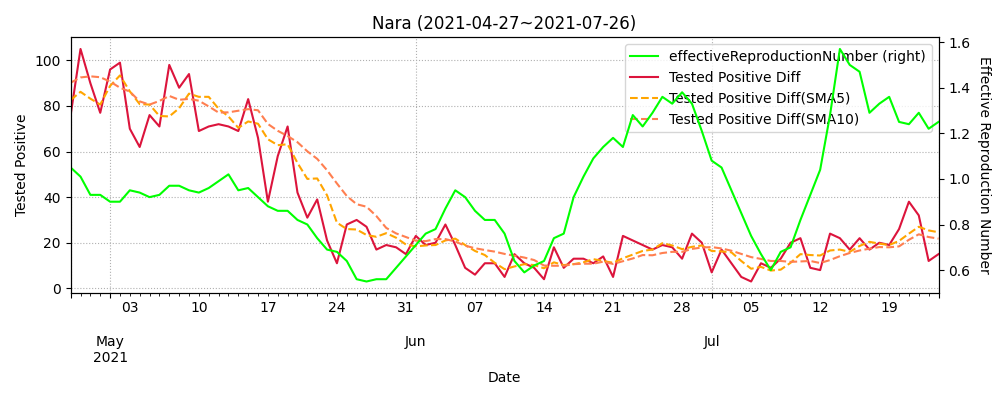 Nara (2021-04-27~2021-07-26)
effectiveReproductionNumber (right)
Tested Positive Diff
Tested Positive Diff(SMA5)
Tested Positive Diff(SMA10)
Tested Positive
100
80
60
40
20
0
1.6
1.4
1.2
1.0
0.8
0.6
Effective Reproduction Number
03 10 17 24 31 07 14 21 28 05 12 19
May Jun Jul
2021
Date